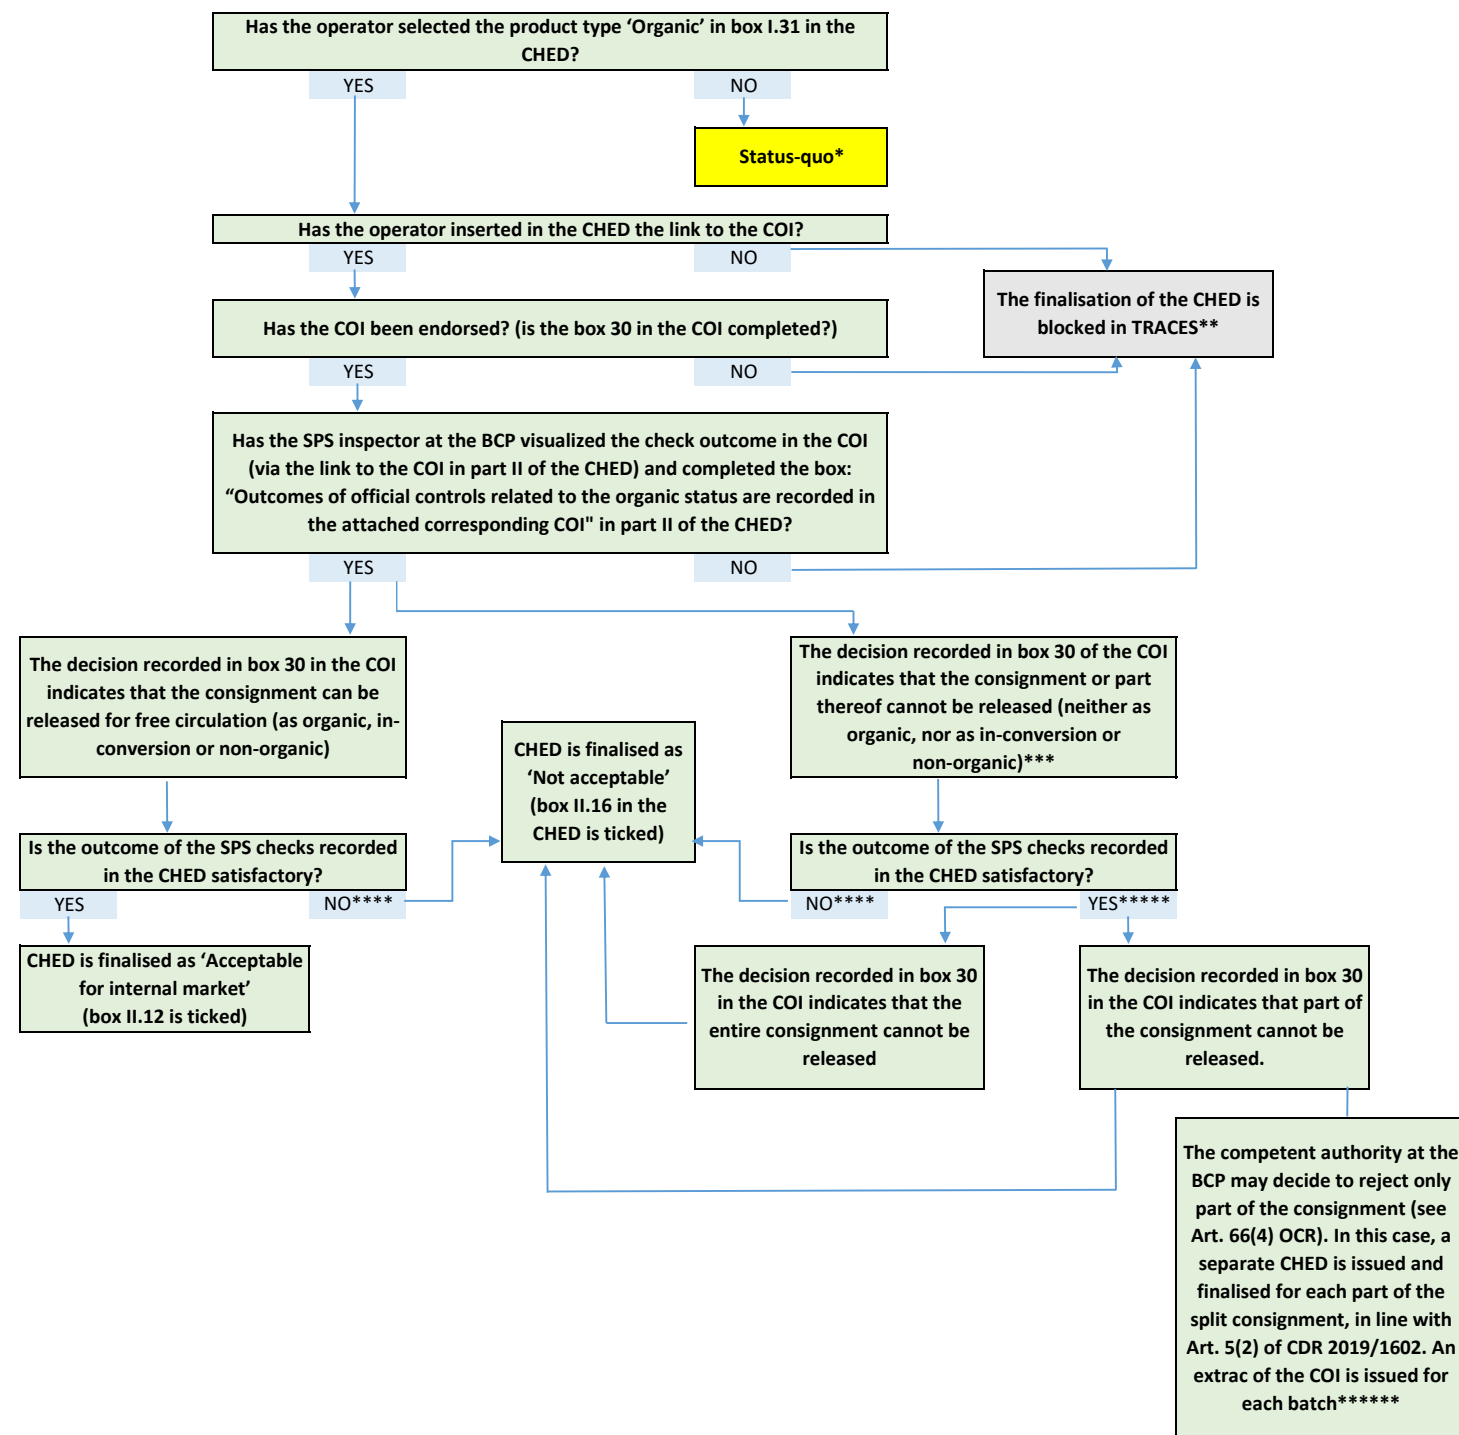 Has the operator selected the product type ‘Organic’ in box I.31 in the
CHED?
YES
NO
Status-quo*
Has the operator inserted in the CHED the link to the COI?
YES
NO
The finalisation of the CHED is
blocked in TRACES**
Has the COI been endorsed? (is the box 30 in the COI completed?)
YES
NO
Has the SPS inspector at the BCP visualized the check outcome in the COI
(via the link to the COI in part II of the CHED) and completed the box:
“Outcomes of official controls related to the organic status are recorded in
the attached corresponding COI" in part II of the CHED?
YES
NO
The decision recorded in box 30 in the COI
indicates that the consignment can be
released for free circulation (as organic, in-
conversion or non-organic)
The decision recorded in box 30 of the COI
indicates that the consignment or part
thereof cannot be released (neither as
organic, nor as in-conversion or
non-organic)***
CHED is finalised as
‘Not acceptable’
(box II.16 in the
CHED is ticked)
Is the outcome of the SPS checks recorded
in the CHED satisfactory?
YES
NO****
Is the outcome of the SPS checks recorded
in the CHED satisfactory?
NO****
YES*****
CHED is finalised as ‘Acceptable
for internal market’
(box II.12 is ticked)
The decision recorded in box 30
in the COI indicates that the
entire consignment cannot be
released
The decision recorded in box 30
in the COI indicates that part of
the consignment cannot be
released.
The competent authority at the
BCP may decide to reject only
part of the consignment (see
Art. 66(4) OCR). In this case, a
separate CHED is issued and
finalised for each part of the
split consignment, in line with
Art. 5(2) of CDR 2019/1602. An
extrac of the COI is issued for
each batch******